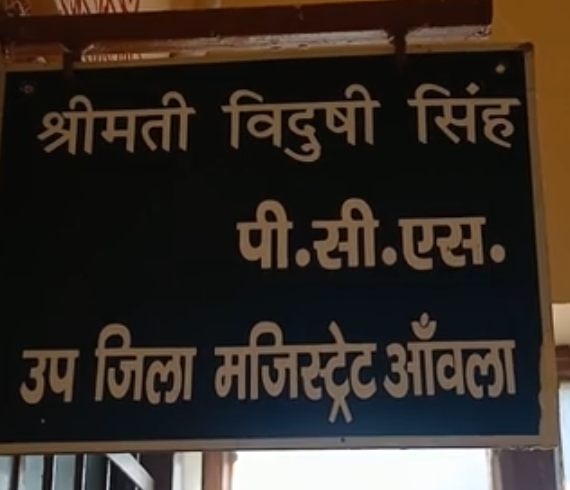 श्रीमती विदुषी सिंह
पी.सी.एस.
उप जिला मजिस्ट्रेट आँवला